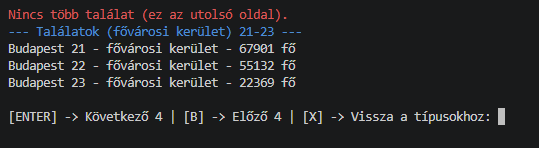 Nincs több találat (ez az utolsó oldal).
--- Találatok (fővárosi kerület) 21-23 ---
Budapest 21 - fővárosi kerület - 67901 fő
Budapest 22 - fővárosi kerület - 55132 fő
Budapest 23 - fővárosi kerület - 22369 fő
[ENTER] -> Következő 4 | [B] -> Előző 4 | [X] -> Vissza a típusokhoz: